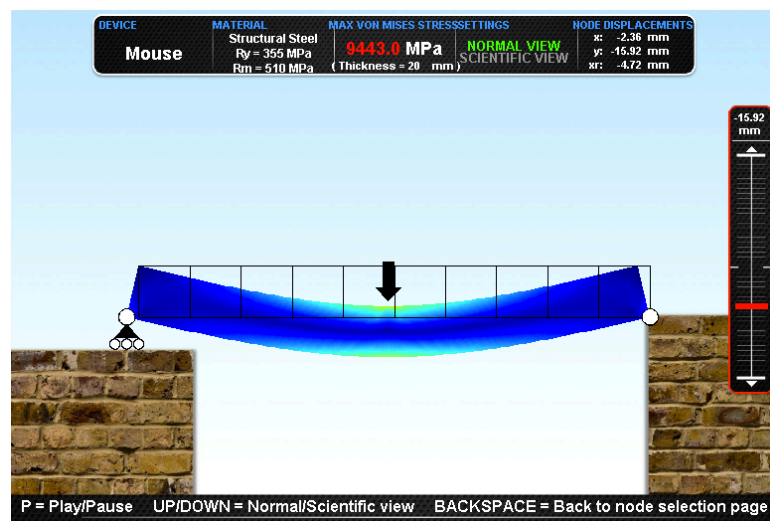 DEVICE
Mouse
MATERIAL
Structural Steel
Ry = 355 MPa
Rm = 510 MPa
MAX VON MISES STRESS
9443.0 MPa
( Thickness = 20 mm )
SETTINGS
NORMAL VIEW
SCIENTIFIC VIEW
NODE DISPLACEMENTS
x: -2.36 mm
y: -15.92 mm
xr: -4.72 mm
-15.92
mm
P = Play/Pause UP/DOWN = Normal/Scientific view BACKSPACE = Back to node selection page